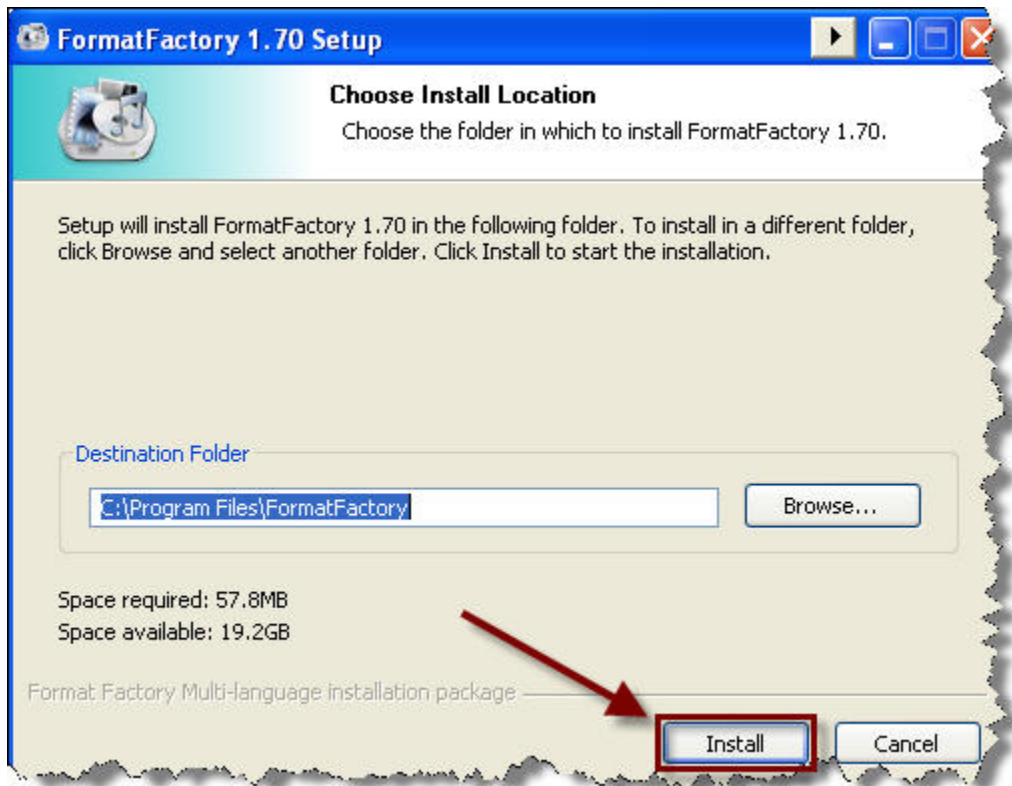 FormatFactory 1.70 Setup
Choose Install Location
Choose the folder in which to install FormatFactory 1.70.
Setup will install FormatFactory 1.70 in the following folder. To install in a different folder,
click Browse and select another folder. Click Install to start the installation.
Destination Folder
C:\Program Files\FormatFactory
Browse...
Space required: 57.8MB
Space available: 19.2GB
Format Factory Multi-language installation package
Install
Cancel